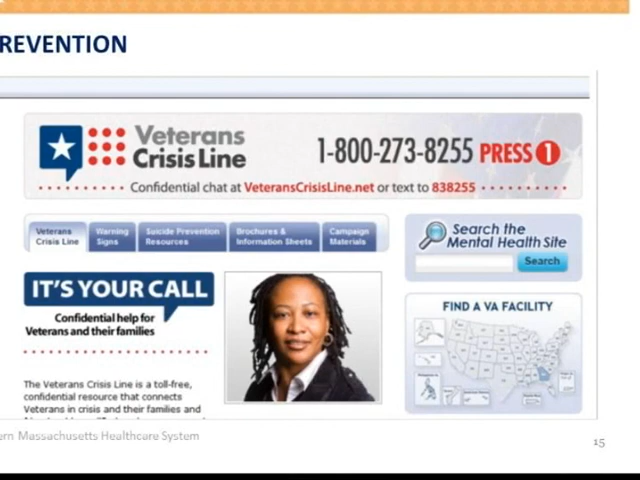 REVENTION
Veterans
Crisis Line
1-800-273-8255 PRESS 1
Confidential chat at VeteransCrisisLine.net or text to 838255
Veterans
Crisis Line
Warning
Signs
Suicide Prevention
Resources
Brochures &
Information Sheets
Campaign
Materials
Search the
Mental Health Site
Search
IT'S YOUR CALL
Confidential help for
Veterans and their families
FIND A VA FACILITY
The Veterans Crisis Line is a toll-free,
confidential resource that connects
Veterans in crisis and their families and
ern Massachusetts Healthcare System
15